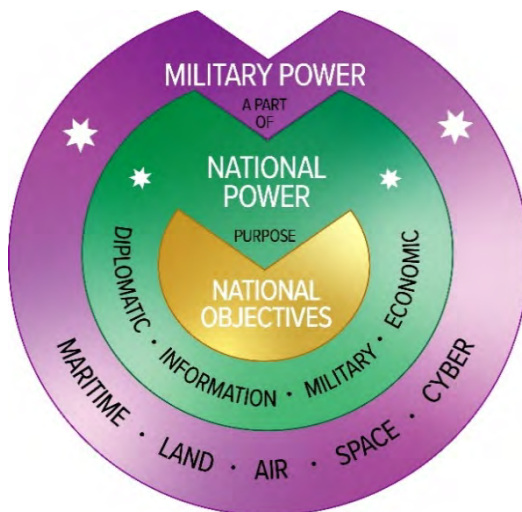 MILITARY POWER
A PART
OF
NATIONAL
POWER
PURPOSE
NATIONAL
OBJECTIVES
DIPLOMATIC · INFORMATION · MILITARY · ECONOMIC
MARITIME · LAND · AIR · SPACE · CYBER